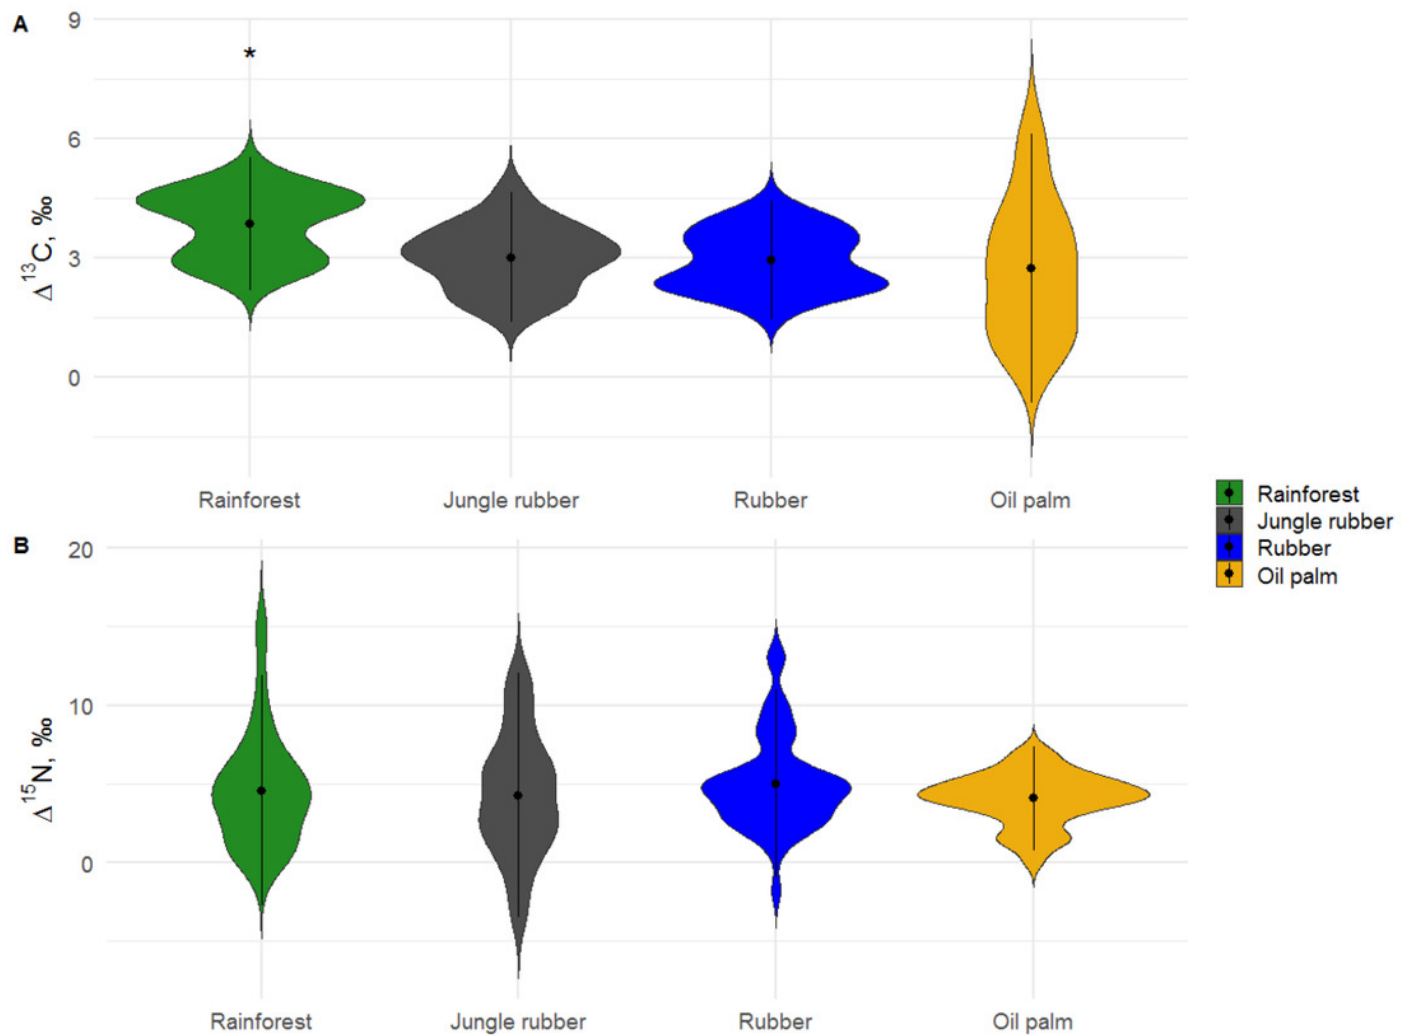 A
9
*
6
3
0
Δ¹³C, ‰
Rainforest Jungle rubber Rubber Oil palm
Rainforest
Jungle rubber
Rubber
Oil palm
B
20
10
0
Δ¹⁵N, ‰
Rainforest Jungle rubber Rubber Oil palm